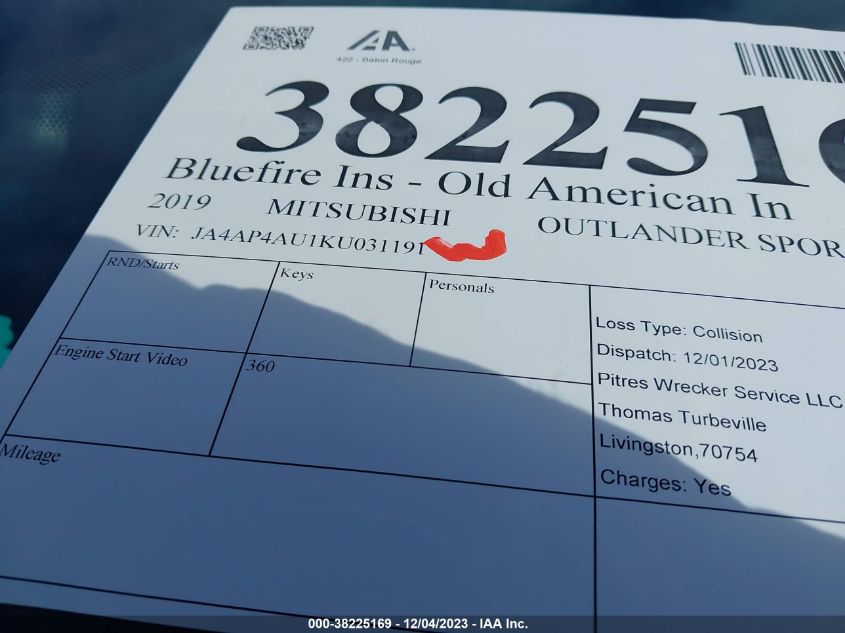 IAA
422 - Baton Rouge
3822516
Bluefire Ins - Old American In
2019 MITSUBISHI OUTLANDER SPOR
VIN: JA4AP4AU1KU031191
RND/Starts Keys Personals
Engine Start Video 360
Mileage
Loss Type: Collision
Dispatch: 12/01/2023
Pitres Wrecker Service LLC
Thomas Turbeville
Livingston,70754
Charges: Yes
000-38225169 - 12/04/2023 - IAA Inc.